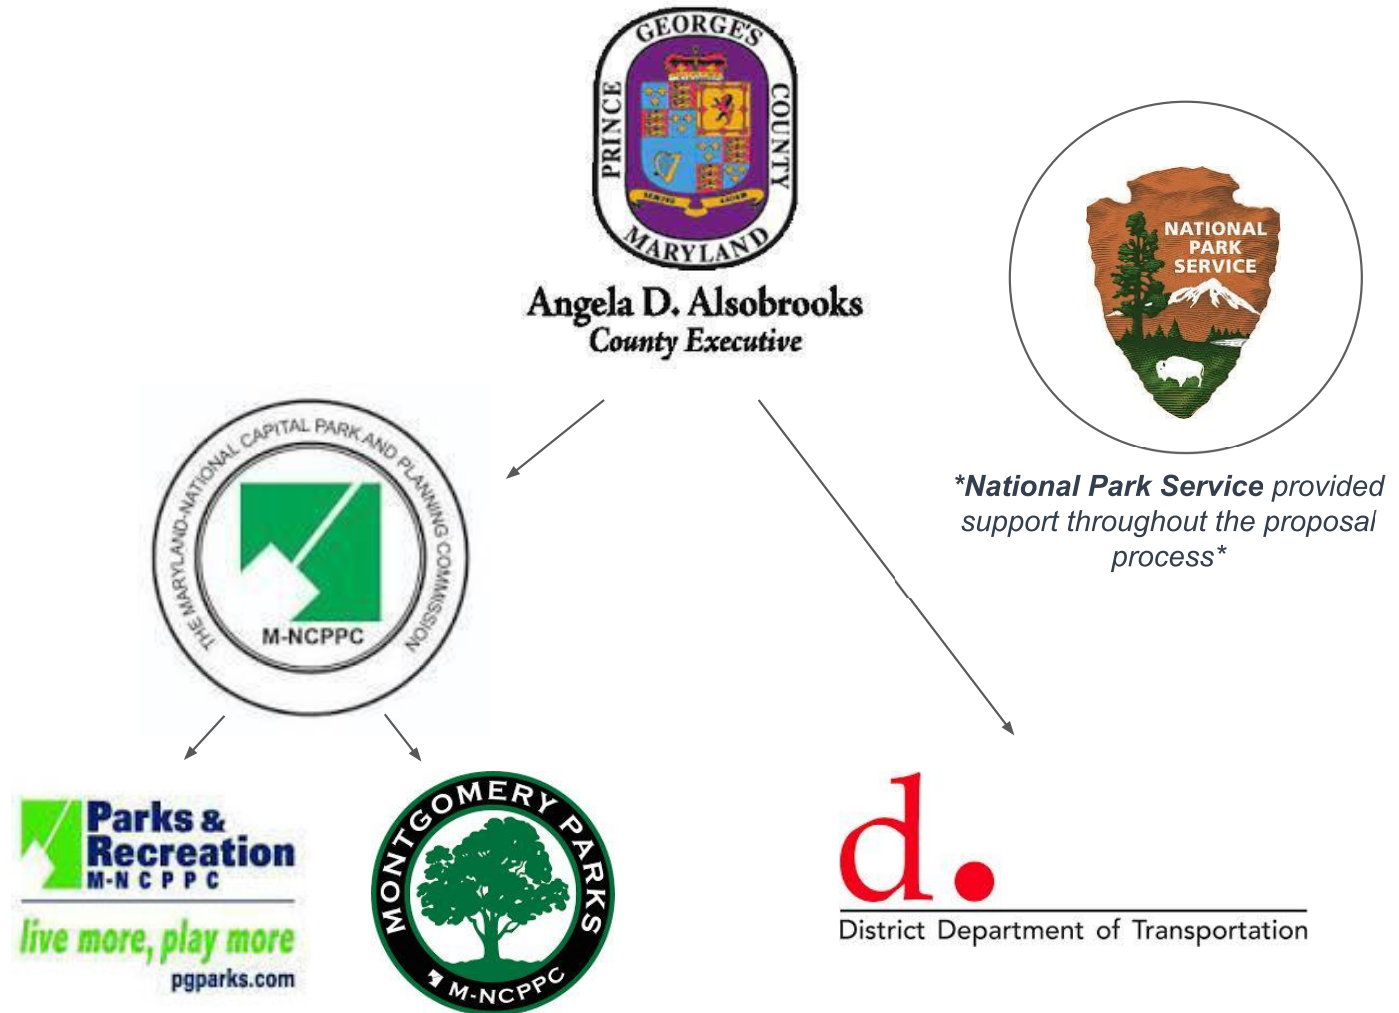 PRINCE GEORGE'S COUNTY
MARYLAND
SEMPER EADEM
Angela D. Alsobrooks
County Executive
NATIONAL
PARK
SERVICE
*National Park Service provided
support throughout the proposal
process*
THE MARYLAND-NATIONAL CAPITAL PARK AND PLANNING COMMISSION
M-NCPPC
Parks &
Recreation
M-NCPPC
live more, play more
pgparks.com
MONTGOMERY PARKS
M-NCPPC
d.
District Department of Transportation